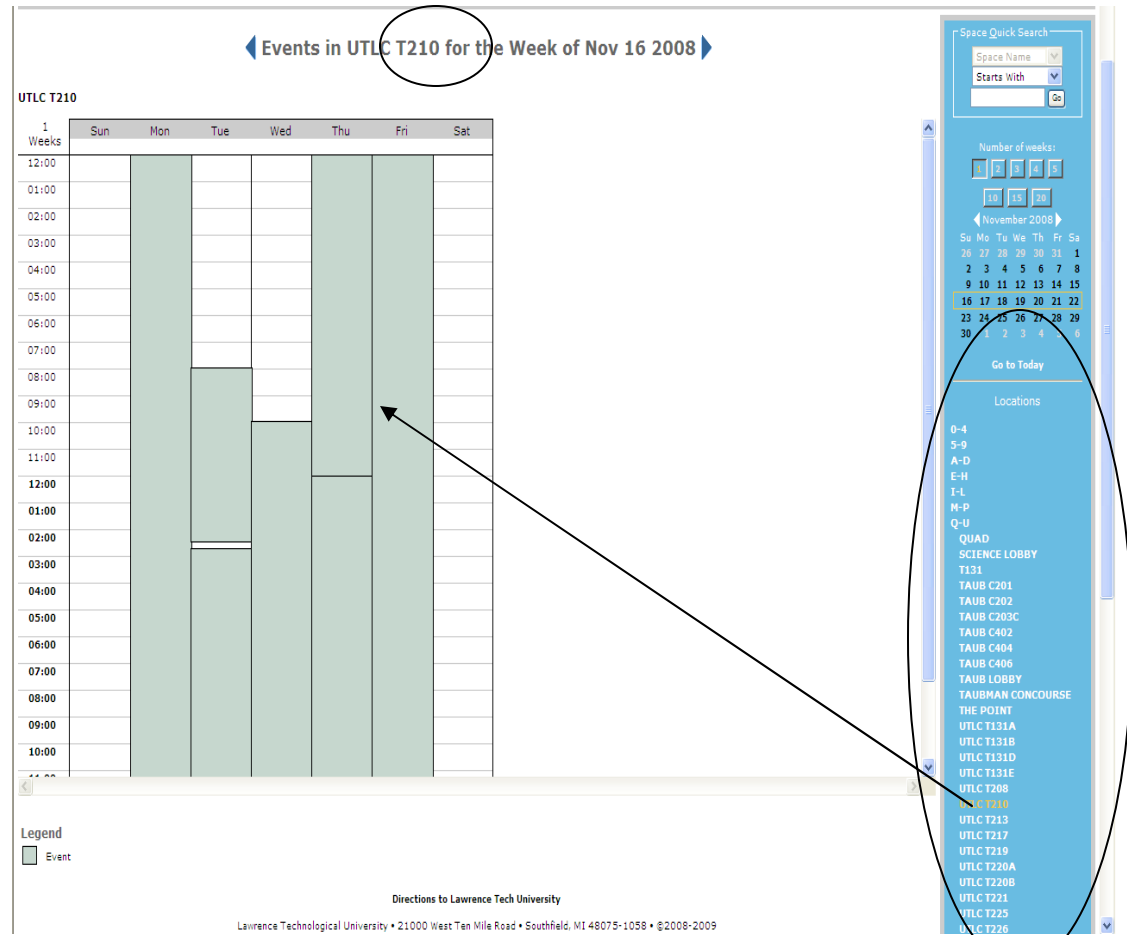 Events in UTLC T210 for the Week of Nov 16 2008
UTLC T210
1 Weeks Sun Mon Tue Wed Thu Fri Sat
12:00
01:00
02:00
03:00
04:00
05:00
06:00
07:00
08:00
09:00
10:00
11:00
12:00
01:00
02:00
03:00
04:00
05:00
06:00
07:00
08:00
09:00
10:00
Legend
Event
Directions to Lawrence Tech University
Lawrence Technological University • 21000 West Ten Mile Road • Southfield, MI 48075-1058 • ©2008-2009
Space Quick Search
Space Name
Starts With
Go
Number of weeks:
1 2 3 4 5
10 15 20
November 2008
Su Mo Tu We Th Fr Sa
26 27 28 29 30 31 1
2 3 4 5 6 7 8
9 10 11 12 13 14 15
16 17 18 19 20 21 22
23 24 25 26 27 28 29
30 1 2 3 4 5 6
Go to Today
Locations
0-4
5-9
A-D
E-H
I-L
M-P
Q-U
QUAD
SCIENCE LOBBY
T131
TAUB C201
TAUB C202
TAUB C203C
TAUB C402
TAUB C404
TAUB C406
TAUB LOBBY
TAUBMAN CONCOURSE
THE POINT
UTLC T131A
UTLC T131B
UTLC T131D
UTLC T131E
UTLC T208
UTLC T210
UTLC T213
UTLC T217
UTLC T219
UTLC T220A
UTLC T220B
UTLC T221
UTLC T225
UTLC T226